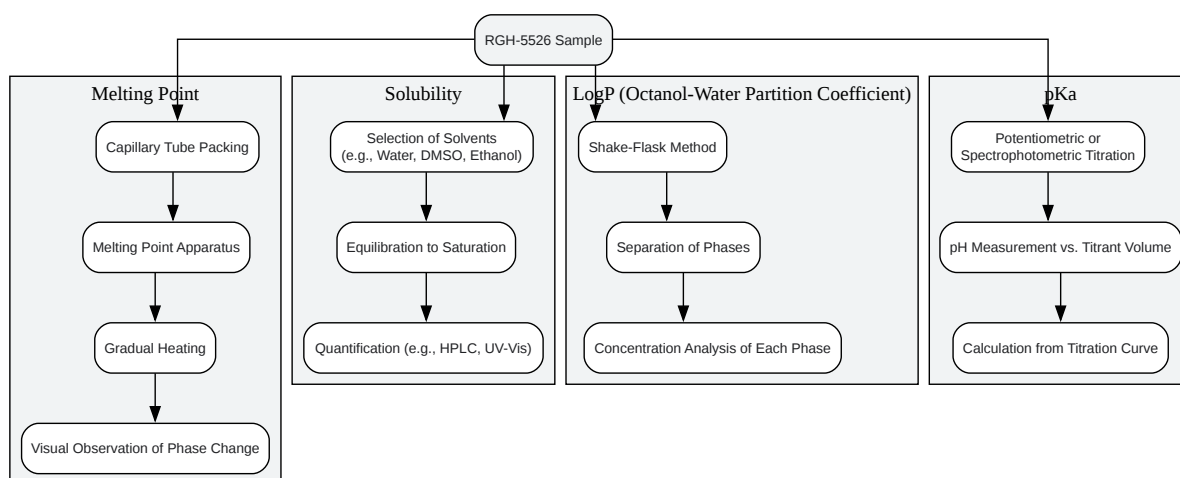 RGH-5526 Sample
Melting Point
Capillary Tube Packing
Melting Point Apparatus
Gradual Heating
Visual Observation of Phase Change
Solubility
Selection of Solvents
(e.g., Water, DMSO, Ethanol)
Equilibration to Saturation
Quantification (e.g., HPLC, UV-Vis)
LogP (Octanol-Water Partition Coefficient)
Shake-Flask Method
Separation of Phases
Concentration Analysis of Each Phase
pKa
Potentiometric or
Spectrophotometric Titration
pH Measurement vs. Titrant Volume
Calculation from Titration Curve